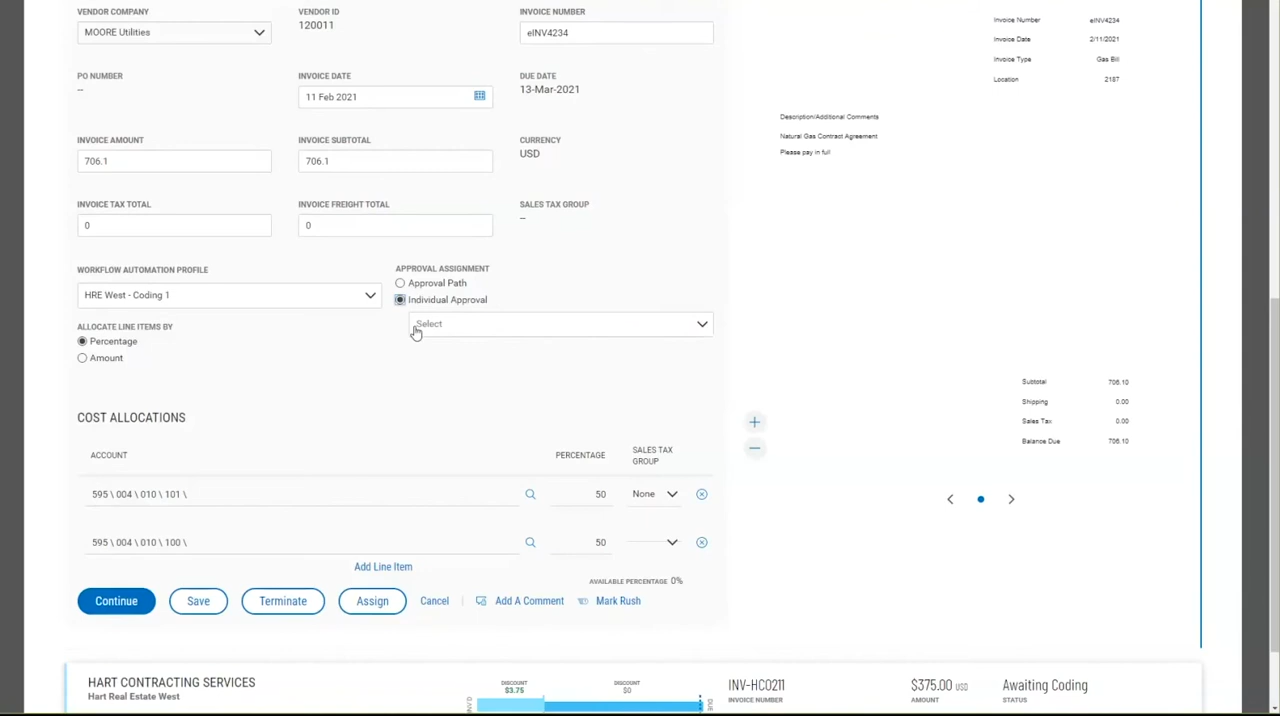 VENDOR COMPANY VENDOR ID INVOICE NUMBER
MOORE Utilities 120011 eINV4234
PO NUMBER INVOICE DATE DUE DATE
-- 11 Feb 2021 13-Mar-2021
INVOICE AMOUNT INVOICE SUBTOTAL CURRENCY
706.1 706.1 USD
INVOICE TAX TOTAL INVOICE FREIGHT TOTAL SALES TAX GROUP
0 0 --
WORKFLOW AUTOMATION PROFILE APPROVAL ASSIGNMENT
Approval Path
HRE West - Coding 1 Individual Approval
Select
ALLOCATE LINE ITEMS BY
Percentage
Amount
COST ALLOCATIONS
ACCOUNT PERCENTAGE SALES TAX
GROUP
595 \ 004 \ 010 \ 101 \ 50 None
595 \ 004 \ 010 \ 100 \ 50
Add Line Item
AVAILABLE PERCENTAGE 0%
Continue Save Terminate Assign Cancel Add A Comment Mark Rush
Invoice Number eINV4234
Invoice Date 2/11/2021
Invoice Type Gas Bill
Location 2187
Description/Additional Comments
Natural Gas Contract Agreement
Please pay in full
Subtotal 706.10
Shipping 0.00
Sales Tax 0.00
Balance Due 706.10
HART CONTRACTING SERVICES DISCOUNT DISCOUNT INV-HC0211 $375.00 USD Awaiting Coding
Hart Real Estate West $3.75 $0 INVOICE NUMBER AMOUNT STATUS